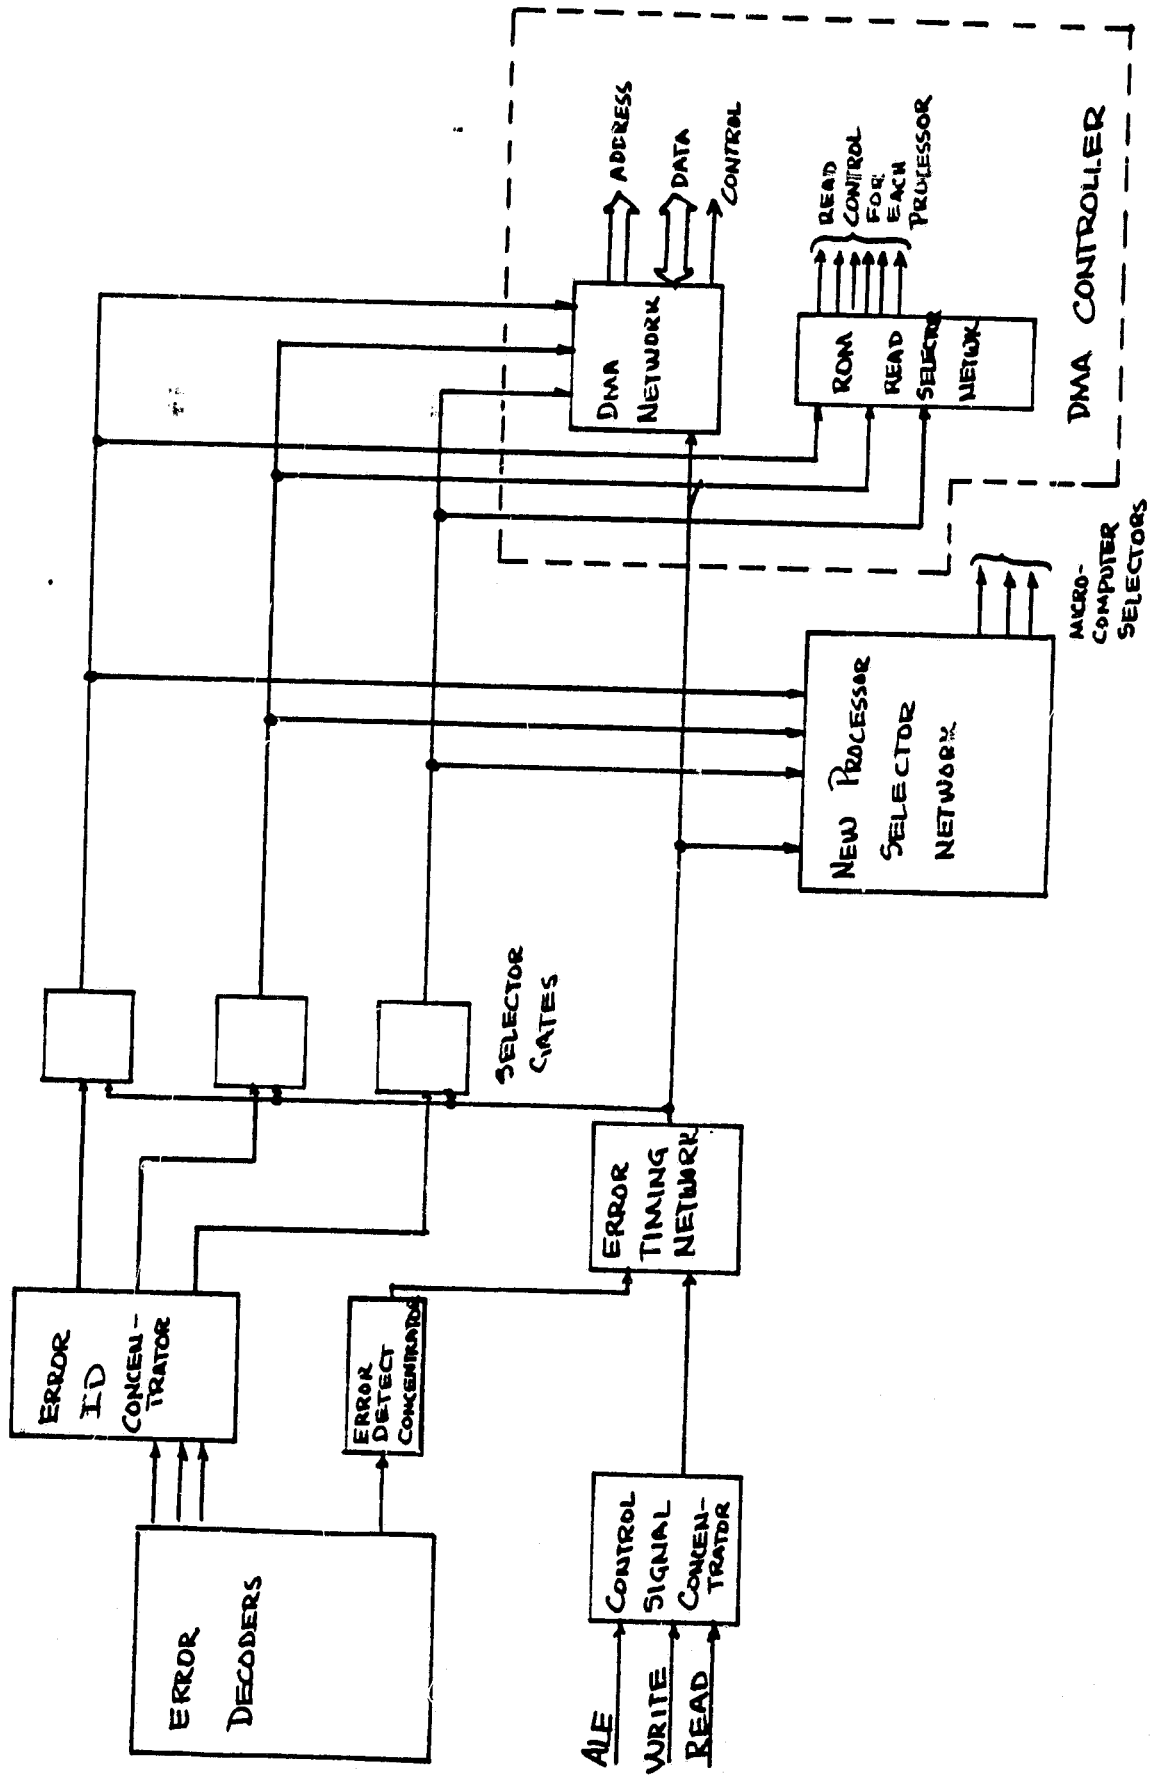 ERROR
DECODERS
ERROR
ID
CONCEN-
TRATOR
ERROR
DETECT
CONCENTRATOR
ALE
WRITE
READ
CONTROL
SIGNAL
CONCEN-
TRATOR
ERROR
TIMING
NETWORK
SELECTOR
GATES
NEW PROCESSOR
SELECTOR
NETWORK
MICRO-
COMPUTER
SELECTORS
DMA
NETWORK
ADDRESS
DATA
CONTROL
ROM
READ
SELECTOR
NETWK
READ
CONTROL
FOR
EACH
PROCESSOR
DMA CONTROLLER